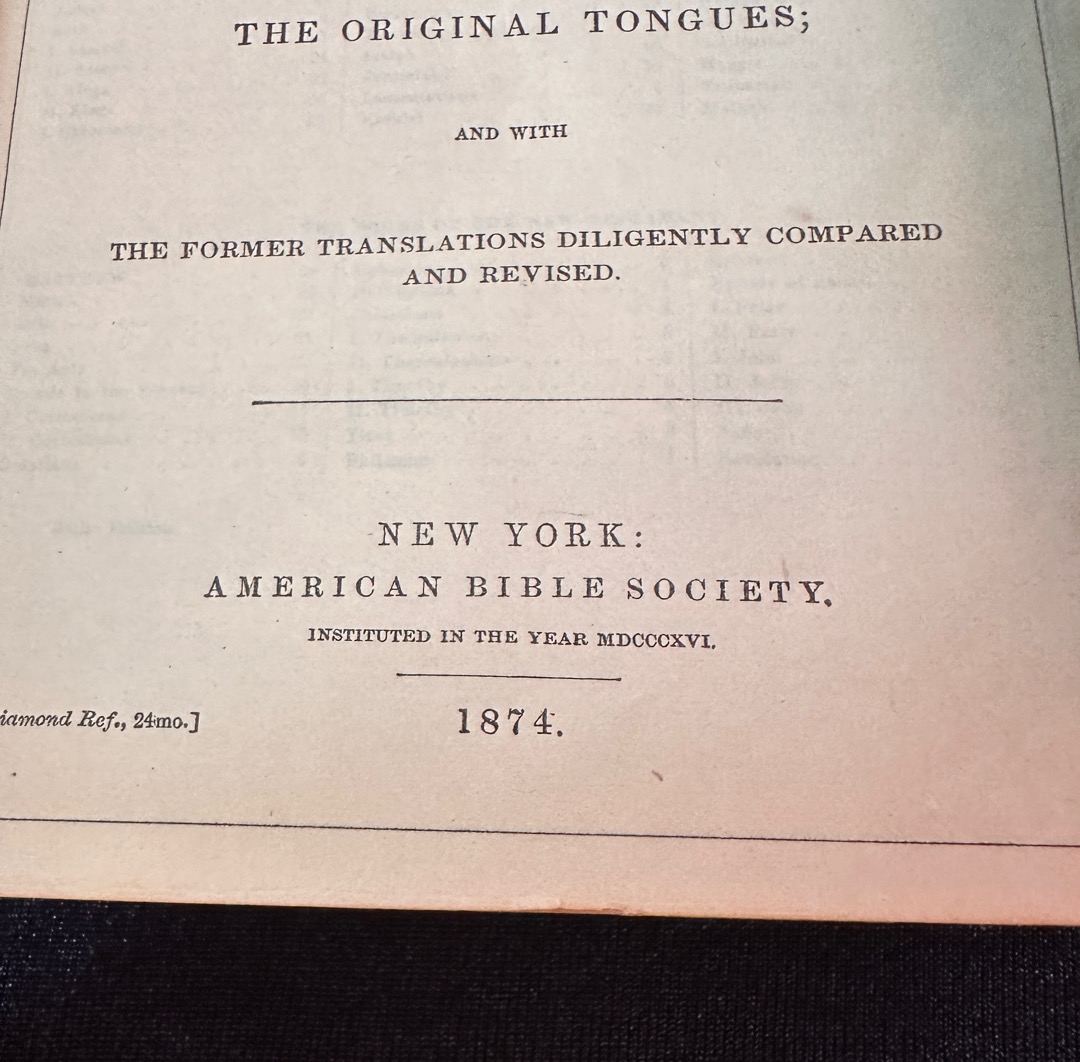 THE ORIGINAL TONGUES;
AND WITH
THE FORMER TRANSLATIONS DILIGENTLY COMPARED
AND REVISED.
NEW YORK:
AMERICAN BIBLE SOCIETY.
INSTITUTED IN THE YEAR MDCCCXVI.
iamond Ref., 24mo.] 1874.